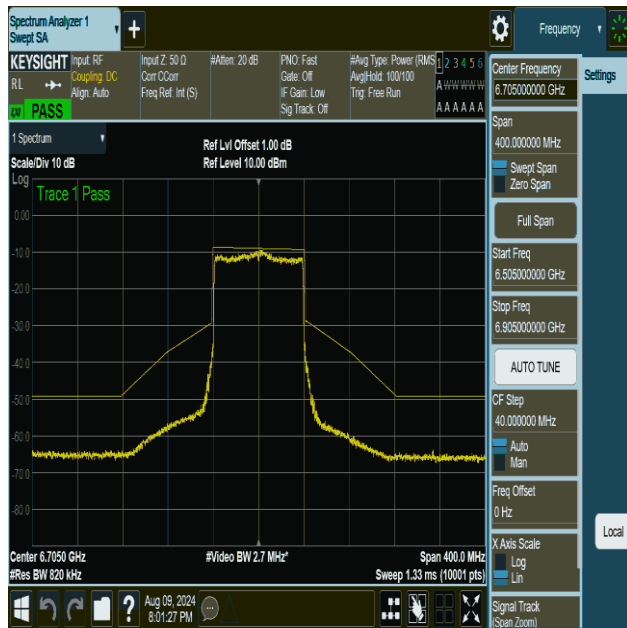 Spectrum Analyzer 1
Swept SA
+
Frequency
KEYSIGHT
RL
PASS
Input: RF
Coupling: DC
Align: Auto
Input Z: 50 Ω
Corr CCorr
Freq Ref: Int (S)
#Atten: 20 dB
PNO: Fast
Gate: Off
IF Gain: Low
Sig Track: Off
#Avg Type: Power (RMS
Avg|Hold: 100/100
Trig: Free Run
1 2 3 4 5 6
A W W W W W
A A A A A A
Center Frequency
6.705000000 GHz
Settings
Span
400.000000 MHz
Swept Span
Zero Span
Full Span
Start Freq
6.505000000 GHz
Stop Freq
6.905000000 GHz
AUTO TUNE
CF Step
40.000000 MHz
Auto
Man
Freq Offset
0 Hz
X Axis Scale
Log
Lin
Local
Signal Track
(Span Zoom)
1 Spectrum
Scale/Div 10 dB
Ref Lvl Offset 1.00 dB
Ref Level 10.00 dBm
Log
Trace 1 Pass
0.00
-10.0
-20.0
-30.0
-40.0
-50.0
-60.0
-70.0
-80.0
Center 6.7050 GHz
#Video BW 2.7 MHz*
Span 400.0 MHz
#Res BW 820 kHz
Sweep 1.33 ms (10001 pts)
?
Aug 09, 2024
8:01:27 PM